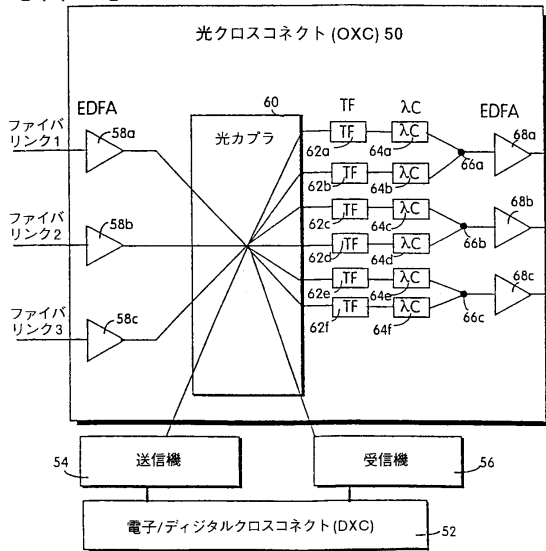 光クロスコネクト(OXC) 50
EDFA
60
TF
λC
EDFA
ファイバ
リンク1
58a
光カプラ
TF
λC
68a
62a
64a
66a
TF
λC
62b
64b
ファイバ
リンク2
58b
TF
λC
68b
62c
64c
66b
TF
λC
62d
64d
ファイバ
リンク3
58c
TF
λC
68c
62e
64e
66c
TF
λC
62f
64f
54
送信機
受信機
56
電子/ディジタルクロスコネクト(DXC)
52